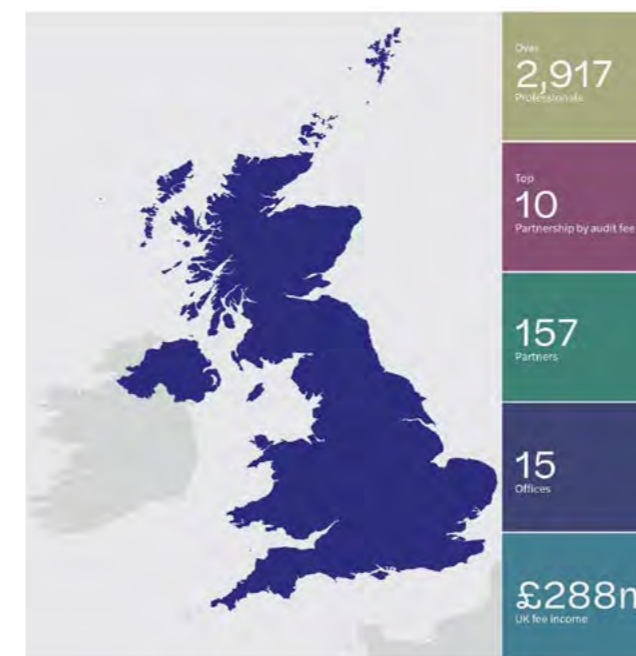 Over
2,917
Professionals
Top
10
Partnership by audit fee
157
Partners
15
Offices
£288m
UK fee income